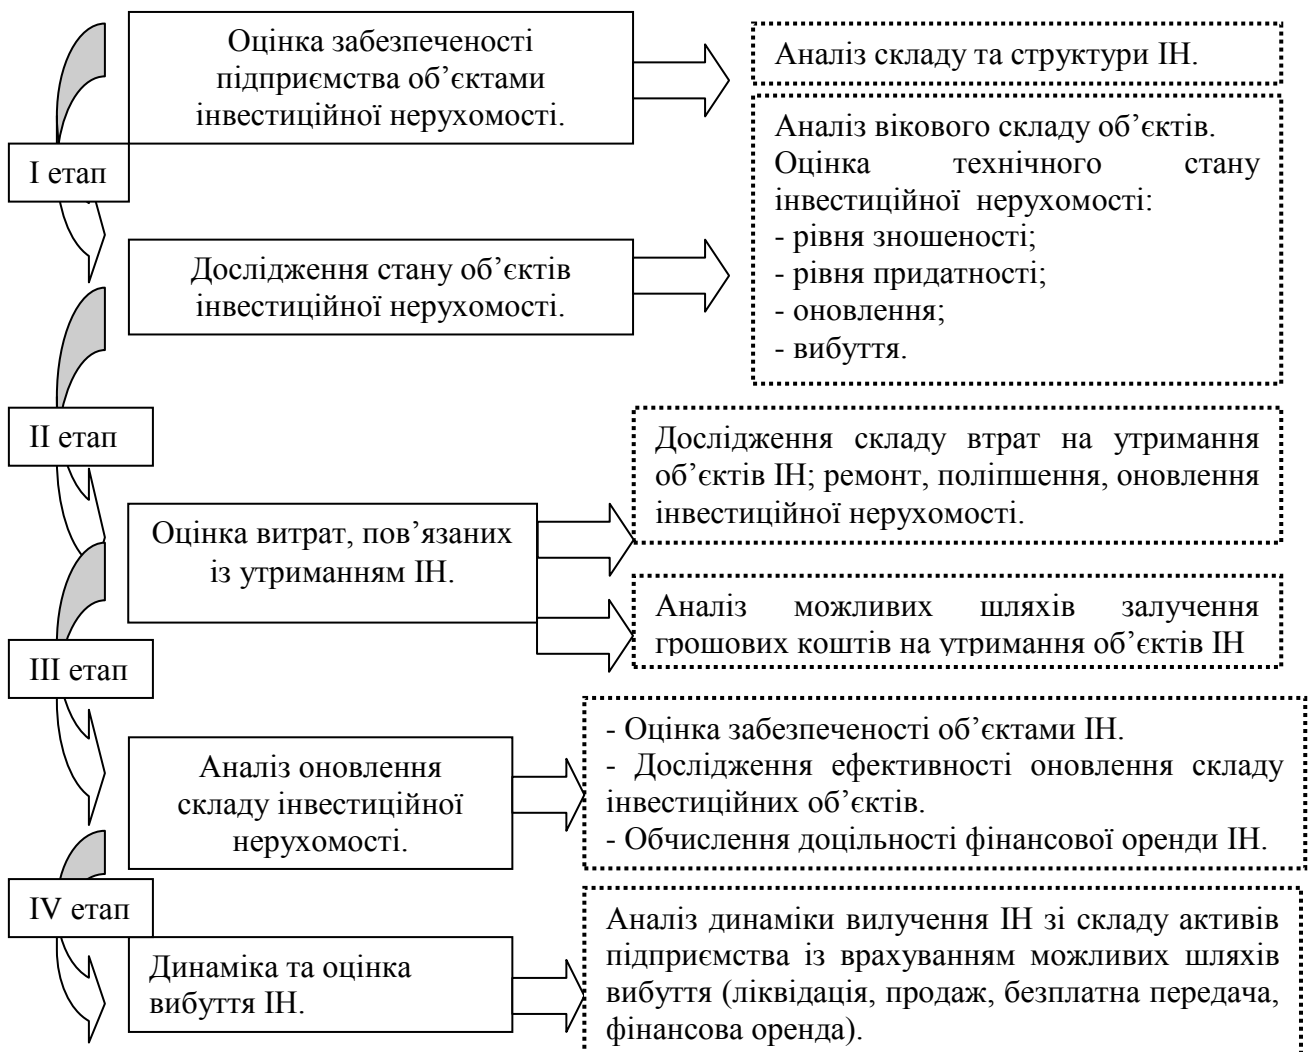 Оцінка забезпеченості
підприємства об’єктами
інвестиційної нерухомості.
Аналіз складу та структури ІН.
І етап
Дослідження стану об’єктів
інвестиційної нерухомості.
Аналіз вікового складу об’єктів.
Оцінка технічного стану
інвестиційної нерухомості:
- рівня зношеності;
- рівня придатності;
- оновлення;
- вибуття.
ІІ етап
Оцінка витрат, пов’язаних
із утриманням ІН.
Дослідження складу втрат на утримання
об’єктів ІН; ремонт, поліпшення, оновлення
інвестиційної нерухомості.
Аналіз можливих шляхів залучення
грошових коштів на утримання об’єктів ІН
ІІІ етап
Аналіз оновлення
складу інвестиційної
нерухомості.
- Оцінка забезпеченості об’єктами ІН.
- Дослідження ефективності оновлення складу
інвестиційних об’єктів.
- Обчислення доцільності фінансової оренди ІН.
IV етап
Динаміка та оцінка
вибуття ІН.
Аналіз динаміки вилучення ІН зі складу активів
підприємства із врахуванням можливих шляхів
вибуття (ліквідація, продаж, безплатна передача,
фінансова оренда).